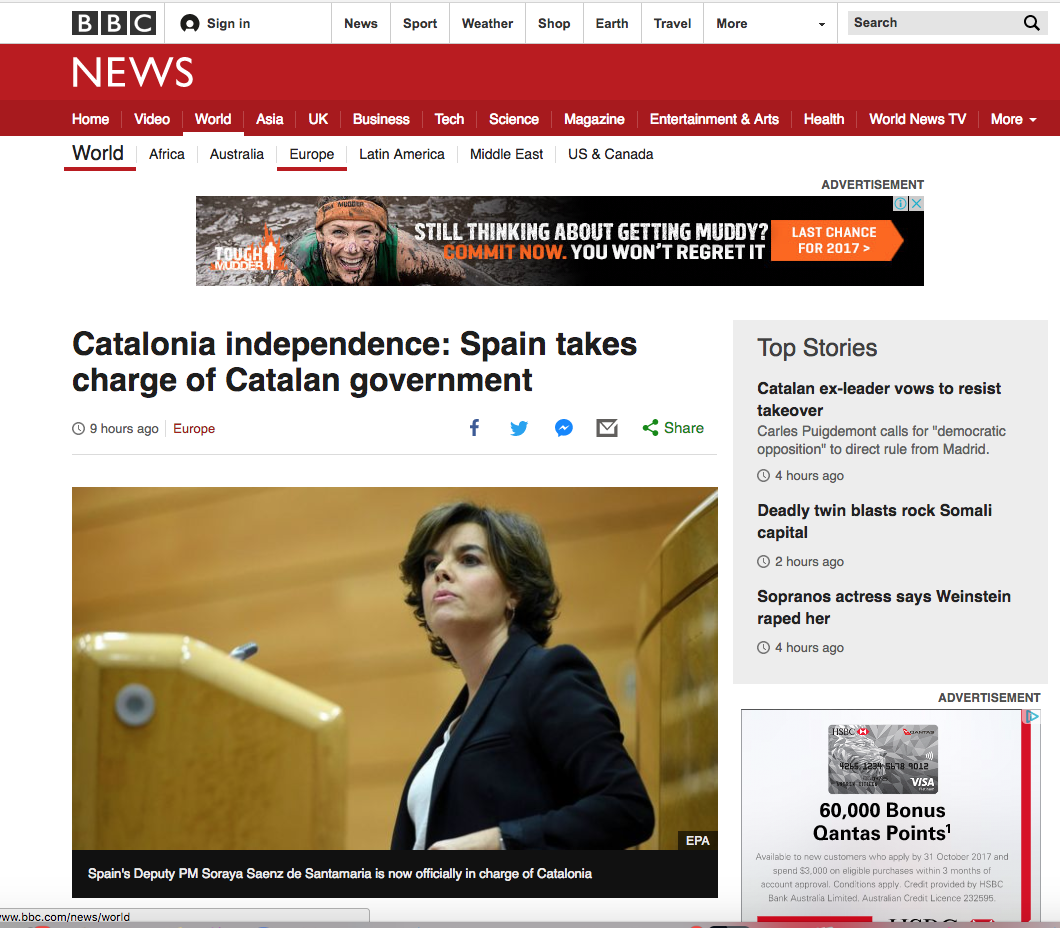 BBC
Sign in
News
Sport
Weather
Shop
Earth
Travel
More
Search
NEWS
Home
Video
World
Asia
UK
Business
Tech
Science
Magazine
Entertainment & Arts
Health
World News TV
More
World
Africa
Australia
Europe
Latin America
Middle East
US & Canada
ADVERTISEMENT
TOUGH
MUDDER
MUDDER
STILL THINKING ABOUT GETTING MUDDY?
COMMIT NOW. YOU WON'T REGRET IT
LAST CHANCE
FOR 2017 >
Catalonia independence: Spain takes
charge of Catalan government
9 hours ago
Europe
Share
EPA
Spain's Deputy PM Soraya Saenz de Santamaria is now officially in charge of Catalonia
Top Stories
Catalan ex-leader vows to resist
takeover
Carles Puigdemont calls for "democratic
opposition" to direct rule from Madrid.
4 hours ago
Deadly twin blasts rock Somali
capital
2 hours ago
Sopranos actress says Weinstein
raped her
4 hours ago
ADVERTISEMENT
HSBC
QANTAS
4265 1234 5678 9012
VISA
60,000 Bonus
Qantas Points1
Available to new customers who apply by 31 October 2017 and
spend $3,000 on eligible purchases within 3 months of
account approval. Conditions apply. Credit provided by HSBC
Bank Australia Limited. Australian Credit Licence 232595.
HSBC
www.bbc.com/news/world